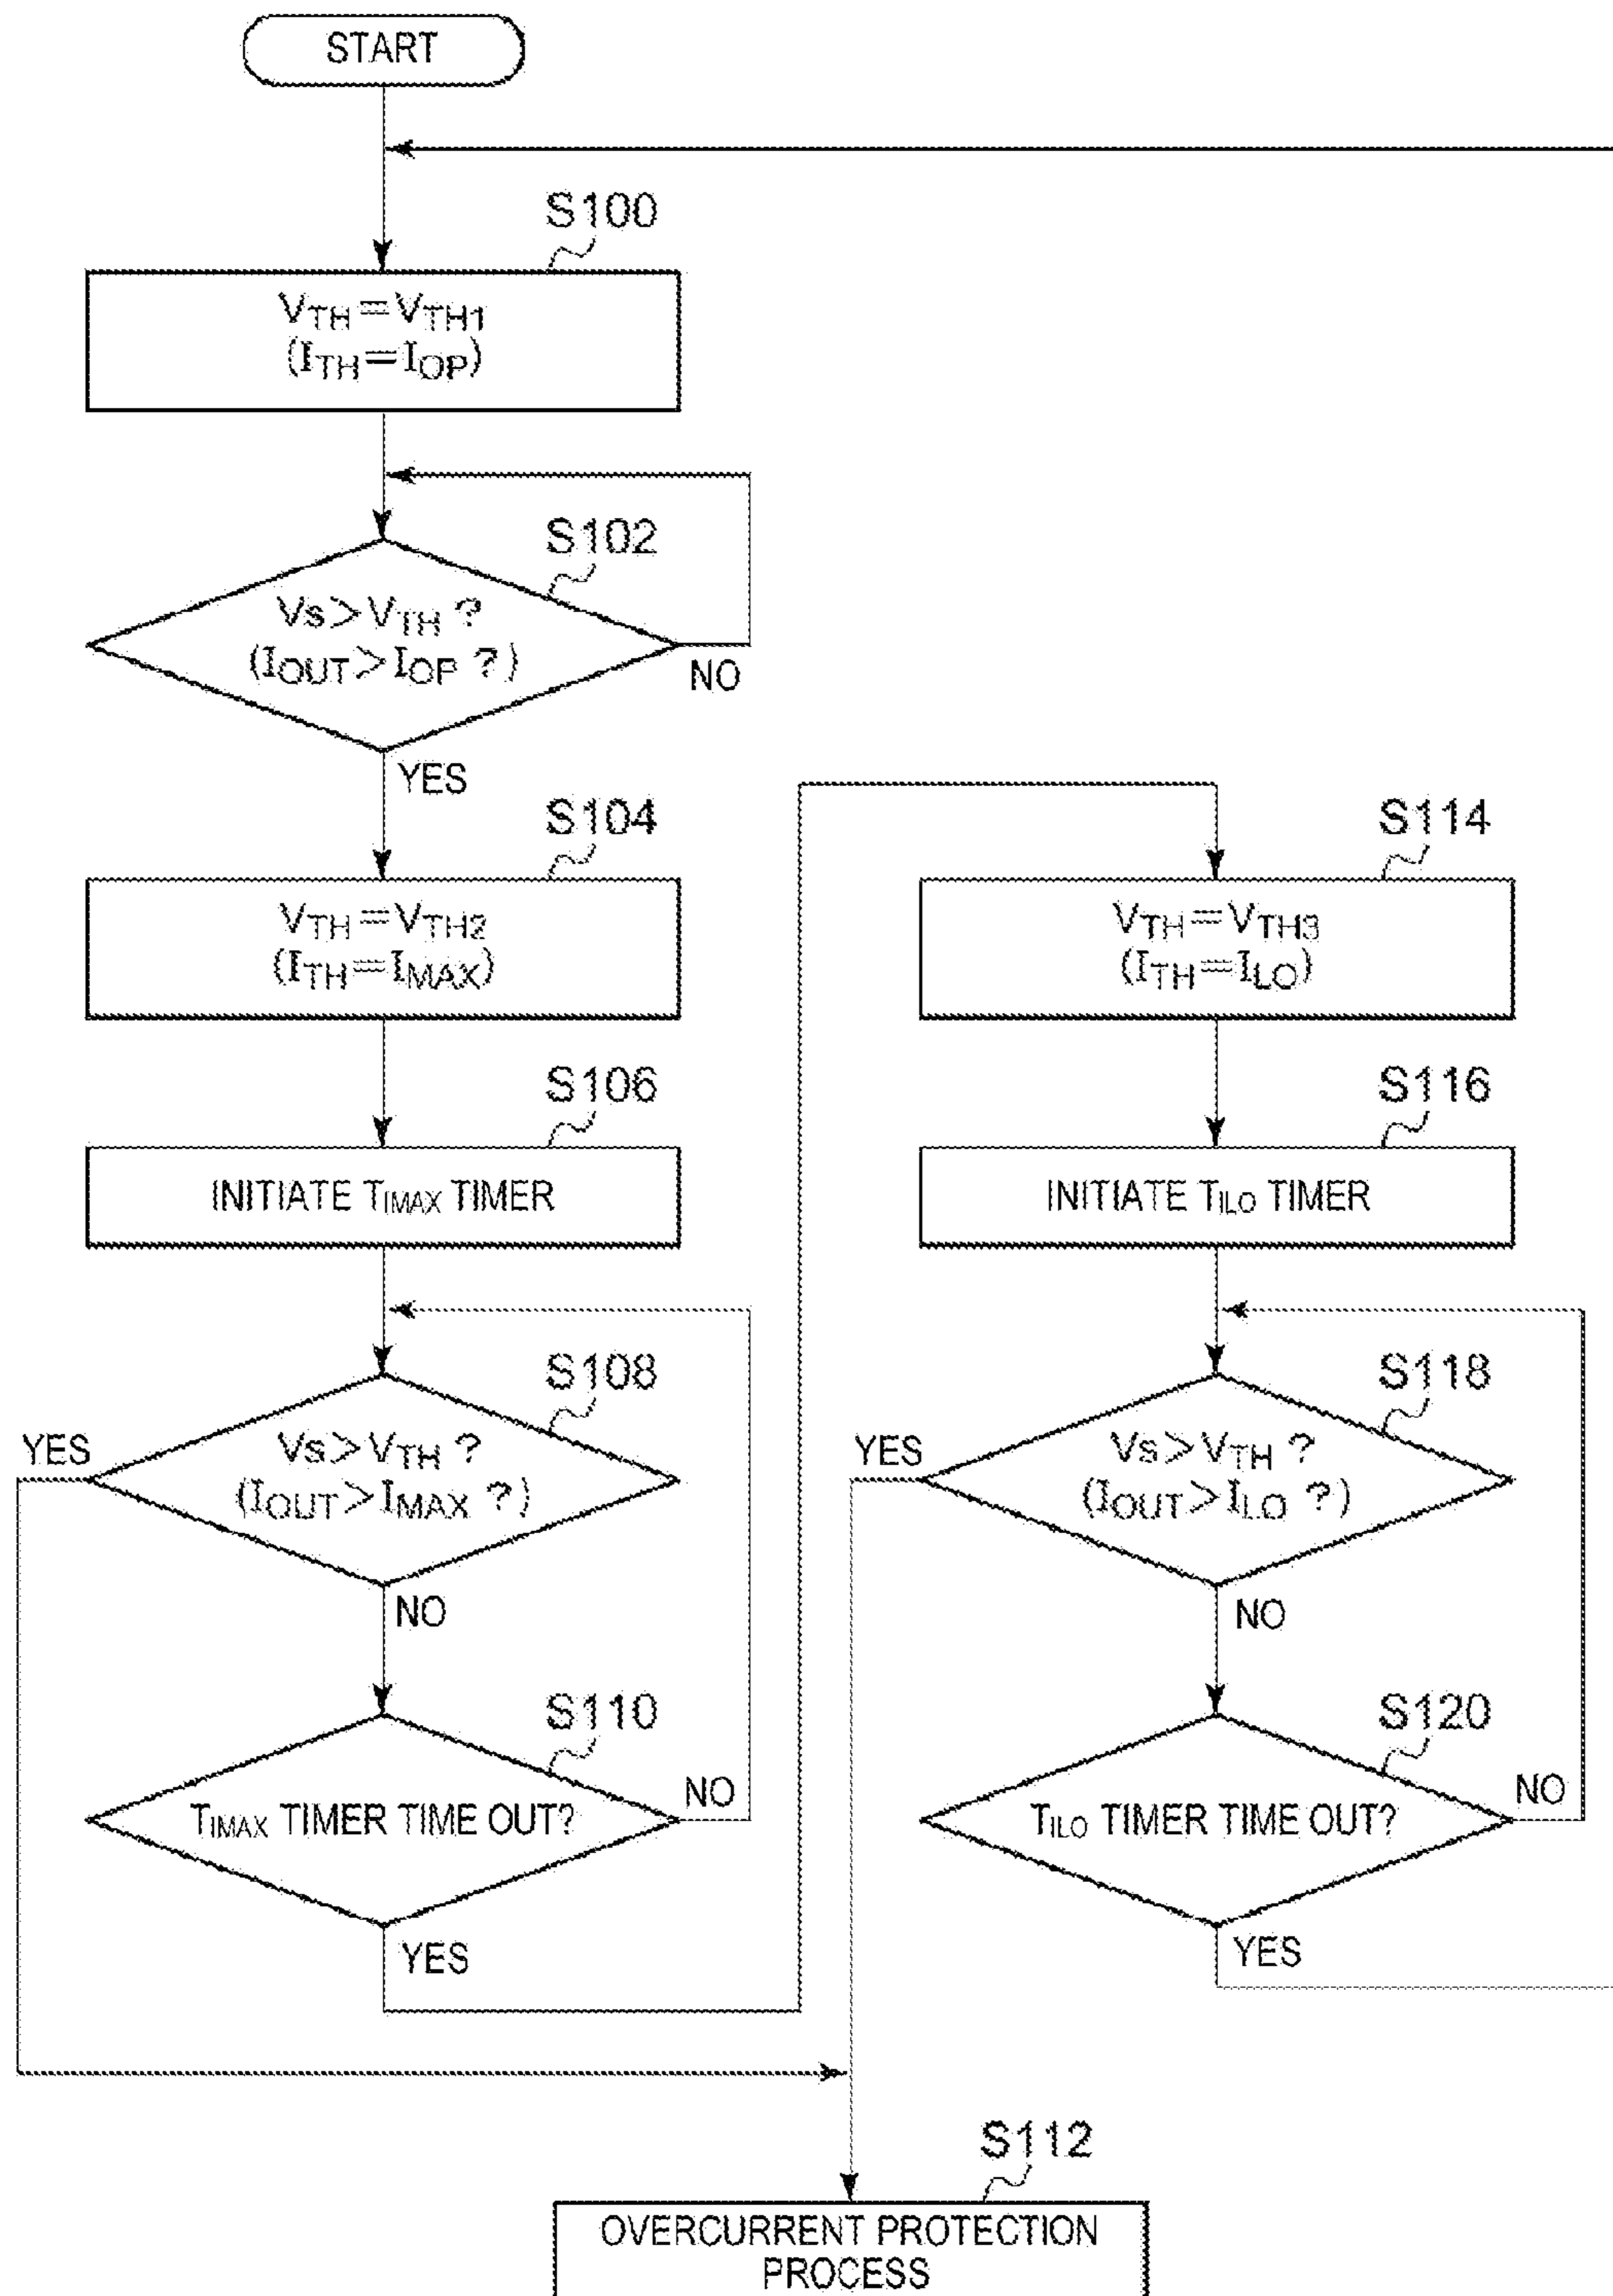 START
S100
VTH=VTH1
(ITH=IOP)
S102
Vs>VTH ?
(IOUT>IOP ?)
NO
YES
S104
VTH=VTH2
(ITH=IMAX)
S106
INITIATE TIMAX TIMER
S108
YES
Vs>VTH ?
(IOUT>IMAX ?)
NO
S110
TIMAX TIMER TIME OUT?
NO
YES
S114
VTH=VTH3
(ITH=ILO)
S116
INITIATE TILO TIMER
S118
YES
Vs>VTH ?
(IOUT>ILO ?)
NO
S120
TILO TIMER TIME OUT?
NO
YES
S112
OVERCURRENT PROTECTION
PROCESS